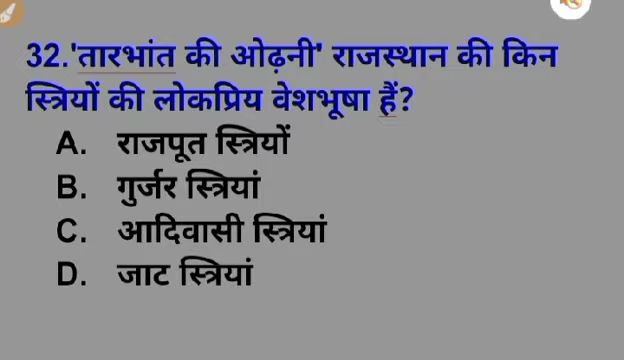 32.'तारभांत की ओढ़नी' राजस्थान की किन
स्त्रियों की लोकप्रिय वेशभूषा हैं?
A. राजपूत स्त्रियों
B. गुर्जर स्त्रियां
C. आदिवासी स्त्रियां
D. जाट स्त्रियां